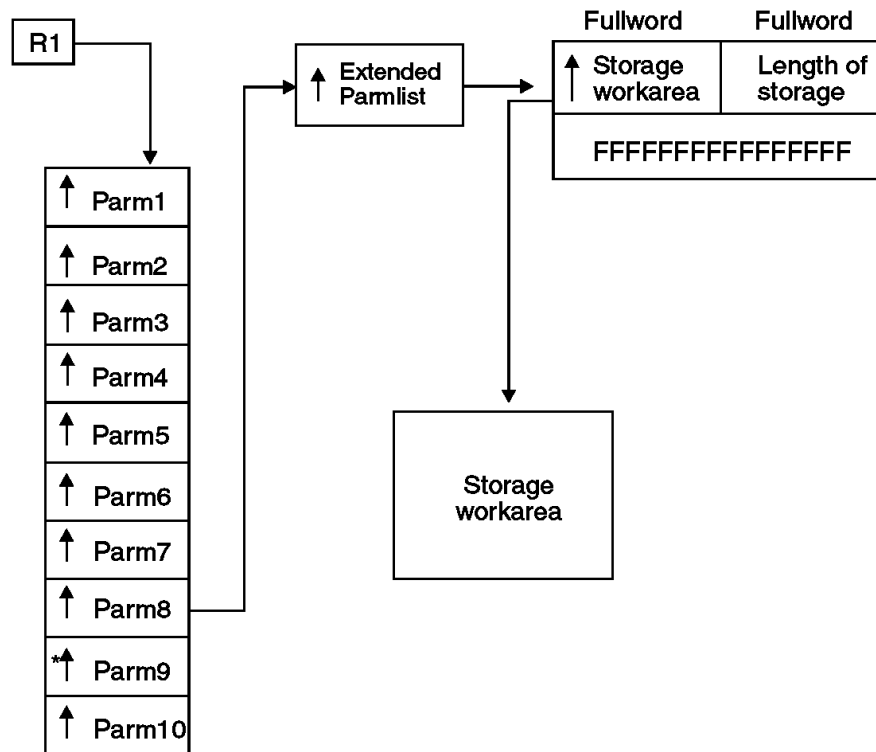 R1
Parm1
Parm2
Parm3
Parm4
Parm5
Parm6
Parm7
Parm8
*
Parm9
Parm10
Extended
Parmlist
Fullword
Fullword
Storage
workarea
Length of
storage
FFFFFFFFFFFFFFFF
Storage
workarea